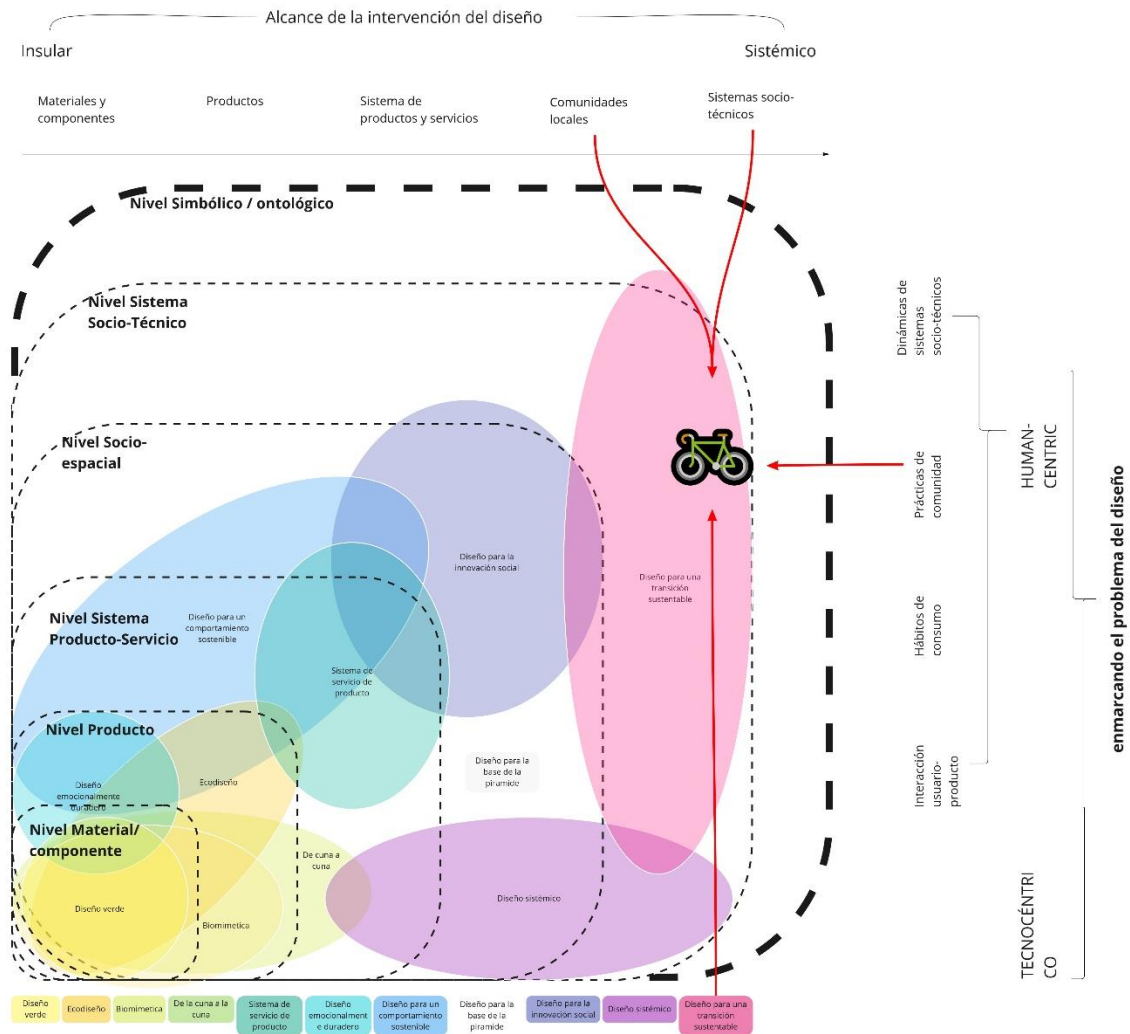 Alcance de la intervención del diseño
Insular
Sistémico
Materiales y
componentes
Productos
Sistema de
productos y servicios
Comunidades
locales
Sistemas socio-
técnicos
Nivel Simbólico / ontológico
Nivel Sistema
Socio-Técnico
Nivel Socio-
espacial
Diseño para la
innovación social
Diseño para una
transición
sustentable
Nivel Sistema
Producto-Servicio
Diseño para un
comportamiento
sostenible
Sistema de
servicio de
producto
Nivel Producto
Ecodiseño
Diseño
emocionalmente
duradero
Diseño para la
base de la
piramide
Nivel Material/
componente
De cuna a
cuna
Diseño verde
Biomimetica
Diseño sistémico
Dinámicas de
sistemas
socio-técnicos
Prácticas de
comunidad
Hábitos de
consumo
Interacción
usuario-
producto
HUMAN-
CENTRIC
TECNOCÉNTRI
CO
enmarcando el problema del diseño
Diseño
verde
Ecodiseño
Biomimetica
De la cuna a la
cuna
Sistema de
servicio de
producto
Diseño
emocionalment
e duradero
Diseño para un
comportamiento
sostenible
Diseño para la
base de la
piramide
Diseño para la
innovación social
Diseño sistémico
Diseño para una
transición
sustentable